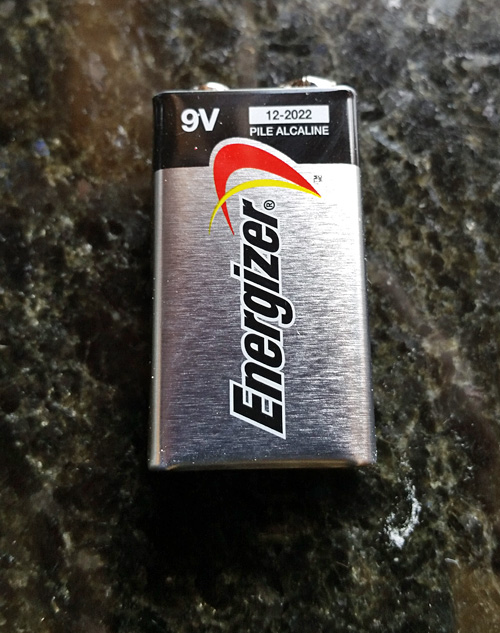 9V
12-2022
PILE ALCALINE
Energizer®